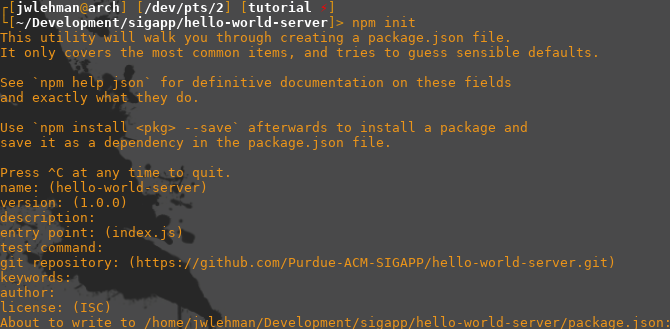 ┌[jwlehman@arch] [/dev/pts/2] [tutorial ⚡]
└[~/Development/sigapp/hello-world-server]> npm init
This utility will walk you through creating a package.json file.
It only covers the most common items, and tries to guess sensible defaults.
See `npm help json` for definitive documentation on these fields
and exactly what they do.
Use `npm install <pkg> --save` afterwards to install a package and
save it as a dependency in the package.json file.
Press ^C at any time to quit.
name: (hello-world-server)
version: (1.0.0)
description:
entry point: (index.js)
test command:
git repository: (https://github.com/Purdue-ACM-SIGAPP/hello-world-server.git)
keywords:
author:
license: (ISC)
About to write to /home/jwlehman/Development/sigapp/hello-world-server/package.json